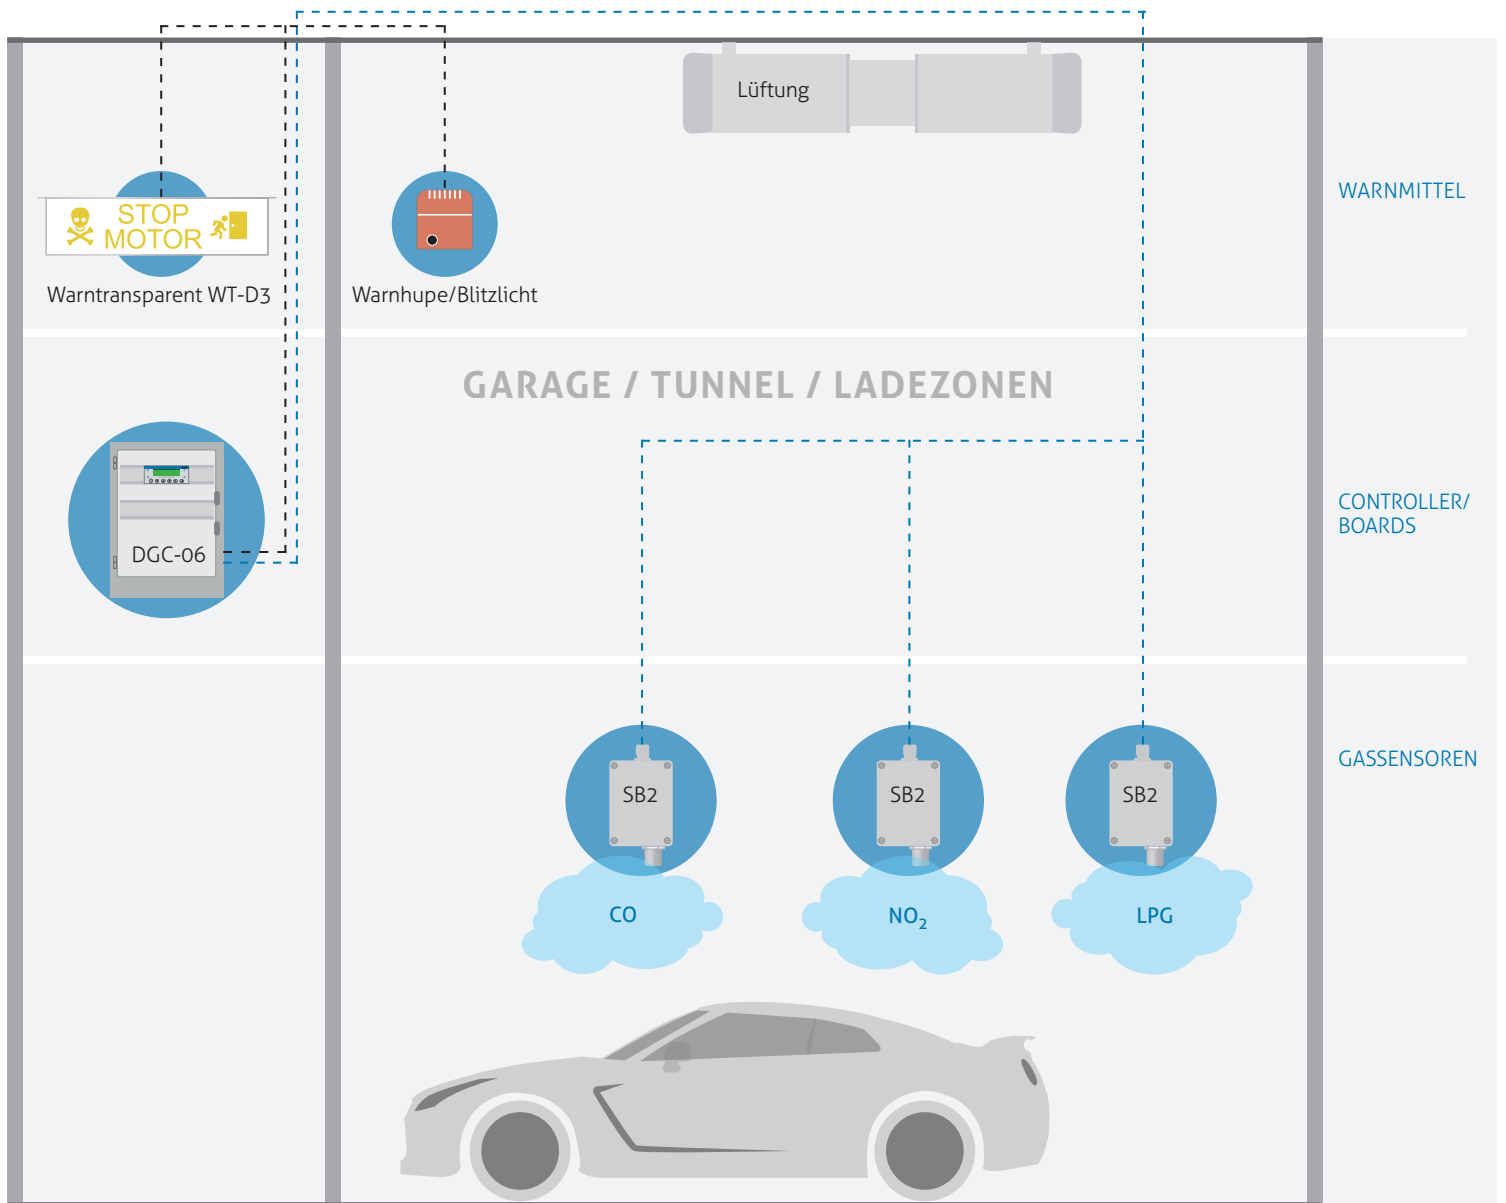 Lüftung
WARNMITTEL
STOP
MOTOR
Warntransparent WT-D3
Warnhupe/Blitzlicht
GARAGE / TUNNEL / LADEZONEN
DGC-06
CONTROLLER/
BOARDS
GASSENSOREN
SB2
SB2
SB2
CO
NO₂
LPG